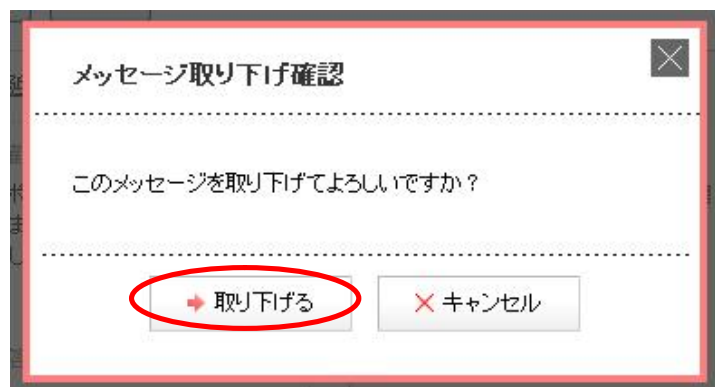 メッセージ取り下げ確認
このメッセージを取り下げてよろしいですか？
取り下げる
キャンセル